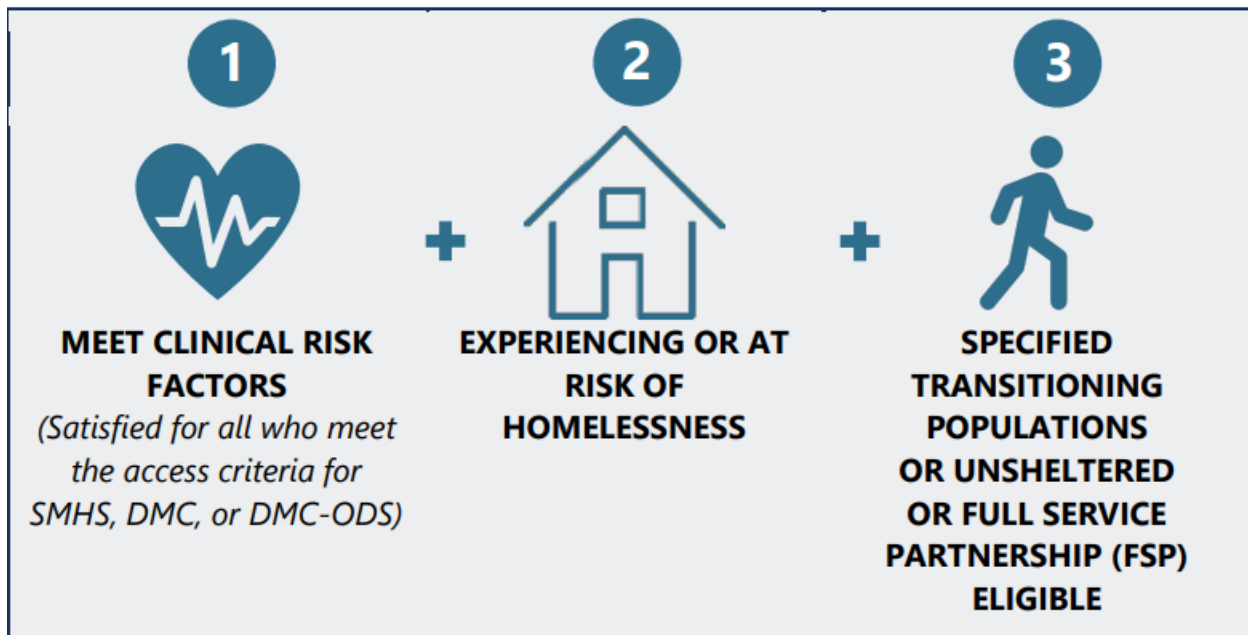 1
MEET CLINICAL RISK
FACTORS
(Satisfied for all who meet
the access criteria for
SMHS, DMC, or DMC-ODS)
+
2
EXPERIENCING OR AT
RISK OF
HOMELESSNESS
+
3
SPECIFIED
TRANSITIONING
POPULATIONS
OR UNSHELTERED
OR FULL SERVICE
PARTNERSHIP (FSP)
ELIGIBLE